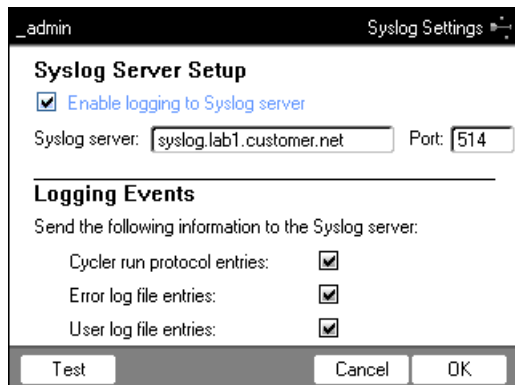 _admin Syslog Settings
Syslog Server Setup
Enable logging to Syslog server
Syslog server: syslog.lab1.customer.net Port: 514
Logging Events
Send the following information to the Syslog server:
Cycler run protocol entries:
Error log file entries:
User log file entries:
Test Cancel OK